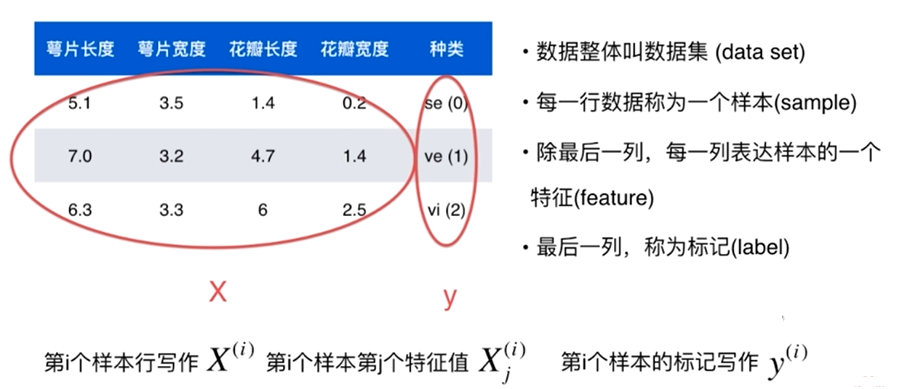 萼片长度 萼片宽度 花瓣长度 花瓣宽度 种类
5.1 3.5 1.4 0.2 se (0)
7.0 3.2 4.7 1.4 ve (1)
6.3 3.3 6 2.5 vi (2)
X y
• 数据整体叫数据集 (data set)
• 每一行数据称为一个样本(sample)
• 除最后一列，每一列表达样本的一个
特征(feature)
• 最后一列，称为标记(label)
第i个样本行写作 X^(i) 第i个样本第j个特征值 X_j^(i) 第i个样本的标记写作 y^(i)